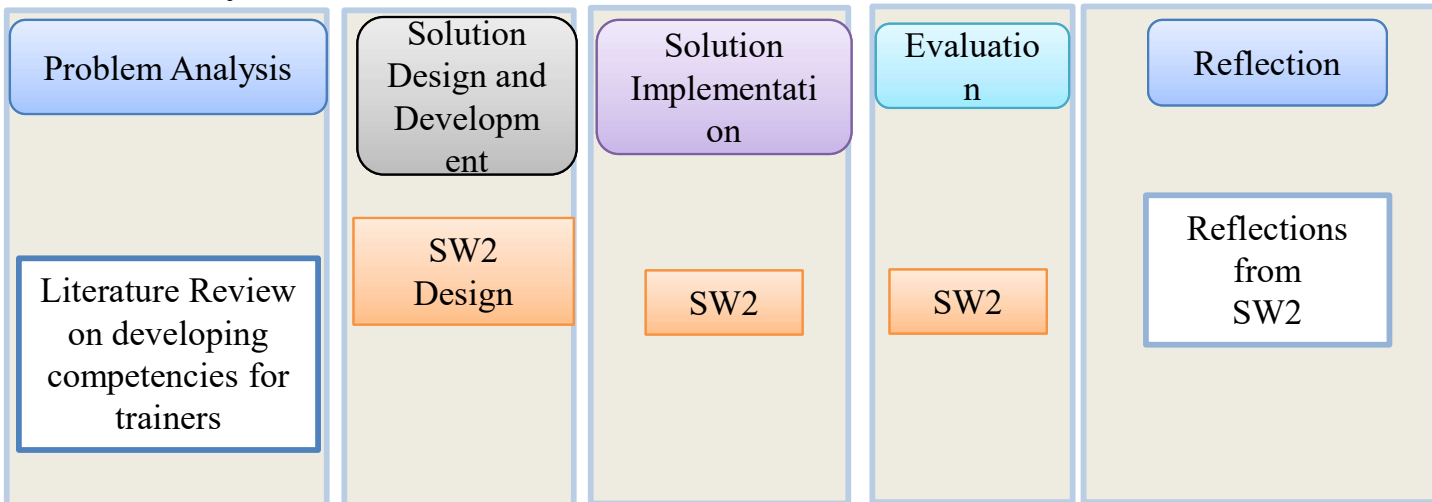 Problem Analysis
Solution
Design and
Developm
ent
Solution
Implementati
on
Evaluatio
n
Reflection
Literature Review
on developing
competencies for
trainers
SW2
Design
SW2
SW2
Reflections
from
SW2